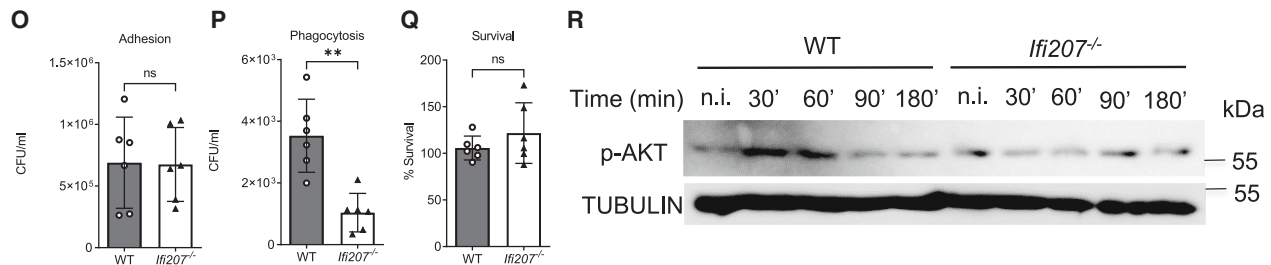 O
Adhesion
1.5×10⁶
1×10⁶
5×10⁵
0
CFU/ml
ns
WT Ifi207-/-
P
Phagocytosis
6×10³
4×10³
2×10³
0
CFU/ml
**
WT Ifi207-/-
Q
Survival
200
150
100
50
0
% Survival
ns
WT Ifi207-/-
R
WT Ifi207-/-
Time (min) n.i. 30' 60' 90' 180' n.i. 30' 60' 90' 180' kDa
p-AKT 55
55
TUBULIN